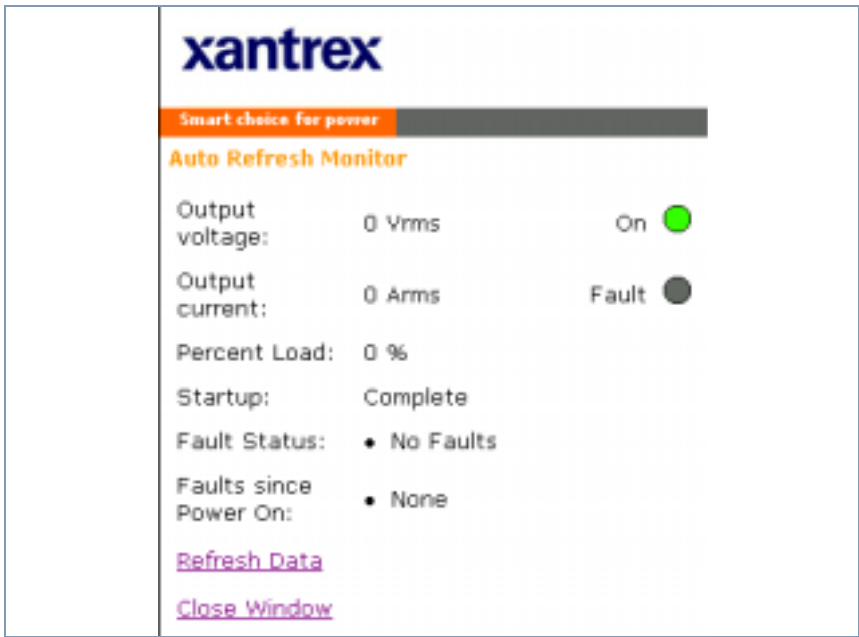 xantrex
Smart choice for power
Auto Refresh Monitor
Output
voltage:
0 Vrms
On
Output
current:
0 Arms
Fault
Percent Load: 0 %
Startup: Complete
Fault Status: • No Faults
Faults since
Power On:
• None
Refresh Data
Close Window